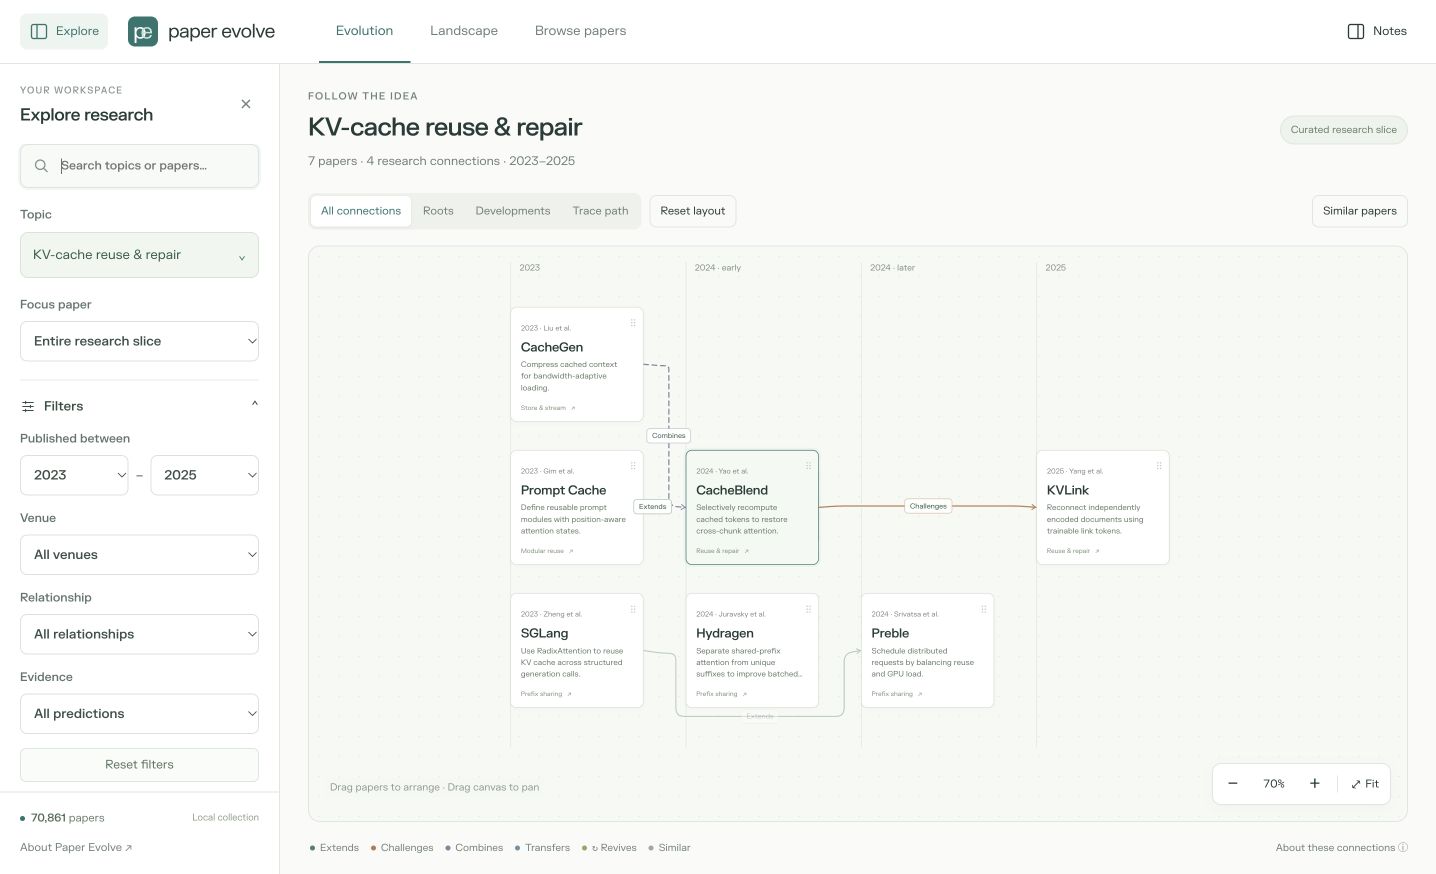 Explore
pe
paper evolve
Evolution
Landscape
Browse papers
Notes
YOUR WORKSPACE
Explore research
Search topics or papers...
Topic
KV-cache reuse & repair
Focus paper
Entire research slice
Filters
Published between
2023 – 2025
Venue
All venues
Relationship
All relationships
Evidence
All predictions
Reset filters
70,861 papers
Local collection
About Paper Evolve ↗
FOLLOW THE IDEA
KV-cache reuse & repair
7 papers · 4 research connections · 2023–2025
Curated research slice
All connections
Roots
Developments
Trace path
Reset layout
Similar papers
2023
2024 · early
2024 · later
2025
2023 · Liu et al.
CacheGen
Compress cached context
for bandwidth-adaptive
loading.
Store & stream ↗
Combines
2023 · Gim et al.
Prompt Cache
Define reusable prompt
modules with position-aware
attention states.
Modular reuse ↗
Extends
2024 · Yao et al.
CacheBlend
Selectively recompute
cached tokens to restore
cross-chunk attention.
Reuse & repair ↗
Challenges
2025 · Yang et al.
KVLink
Reconnect independently
encoded documents using
trainable link tokens.
Reuse & repair ↗
2023 · Zheng et al.
SGLang
Use RadixAttention to reuse
KV cache across structured
generation calls.
Prefix sharing ↗
2024 · Juravsky et al.
Hydragen
Separate shared-prefix
attention from unique
suffixes to improve batched…
Prefix sharing ↗
2024 · Srivatsa et al.
Preble
Schedule distributed
requests by balancing reuse
and GPU load.
Prefix sharing ↗
Extends
Drag papers to arrange · Drag canvas to pan
− 70% + ⤢ Fit
Extends
Challenges
Combines
Transfers
↻ Revives
Similar
About these connections ⓘ